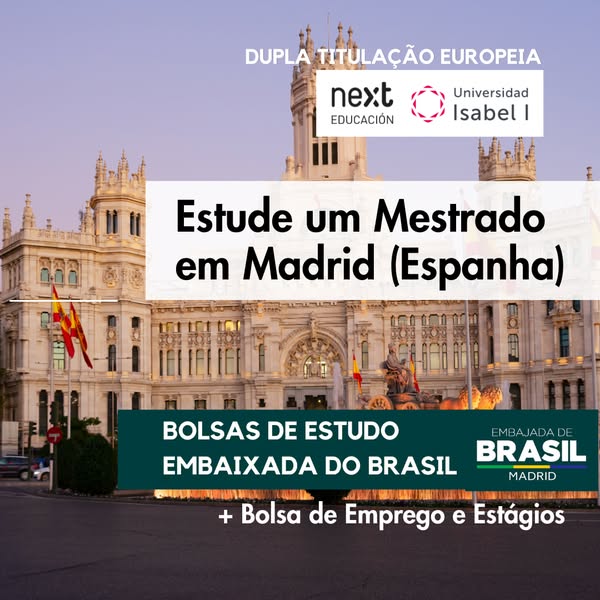 DUPLA TITULAÇÃO EUROPEIA
next
EDUCACIÓN
Universidad
Isabel I
Estude um Mestrado
em Madrid (Espanha)
BOLSAS DE ESTUDO
EMBAIXADA DO BRASIL
EMBAJADA DE
BRASIL
MADRID
+ Bolsa de Emprego e Estágios